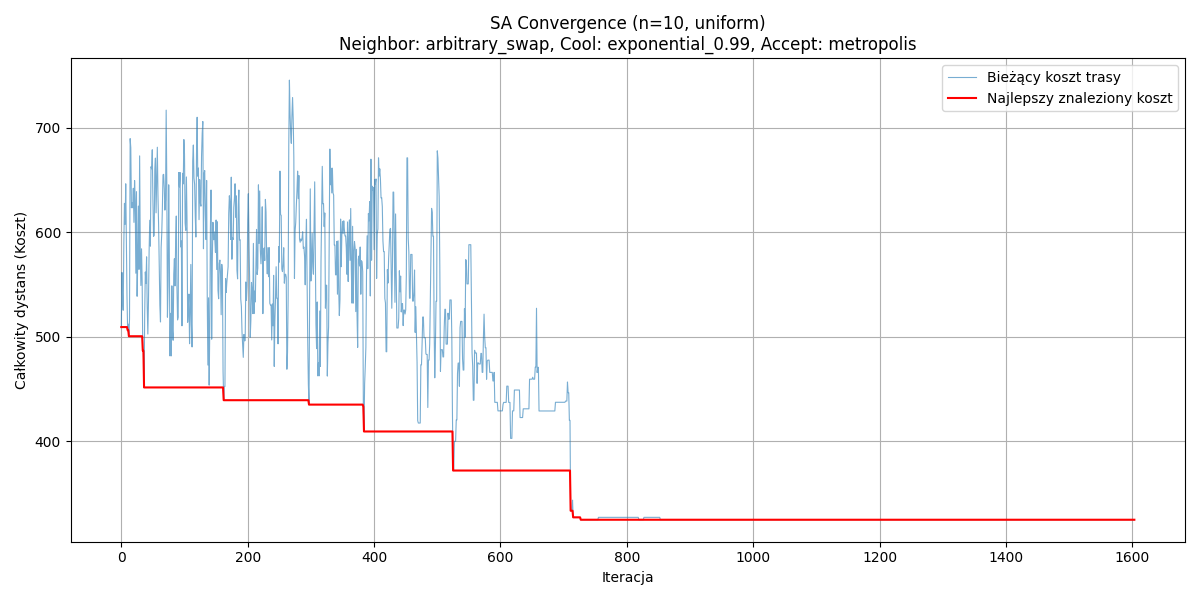 SA Convergence (n=10, uniform)
Neighbor: arbitrary_swap, Cool: exponential_0.99, Accept: metropolis
Bieżący koszt trasy
Najlepszy znaleziony koszt
Całkowity dystans (Koszt)
700
600
500
400
0 200 400 600 800 1000 1200 1400 1600
Iteracja